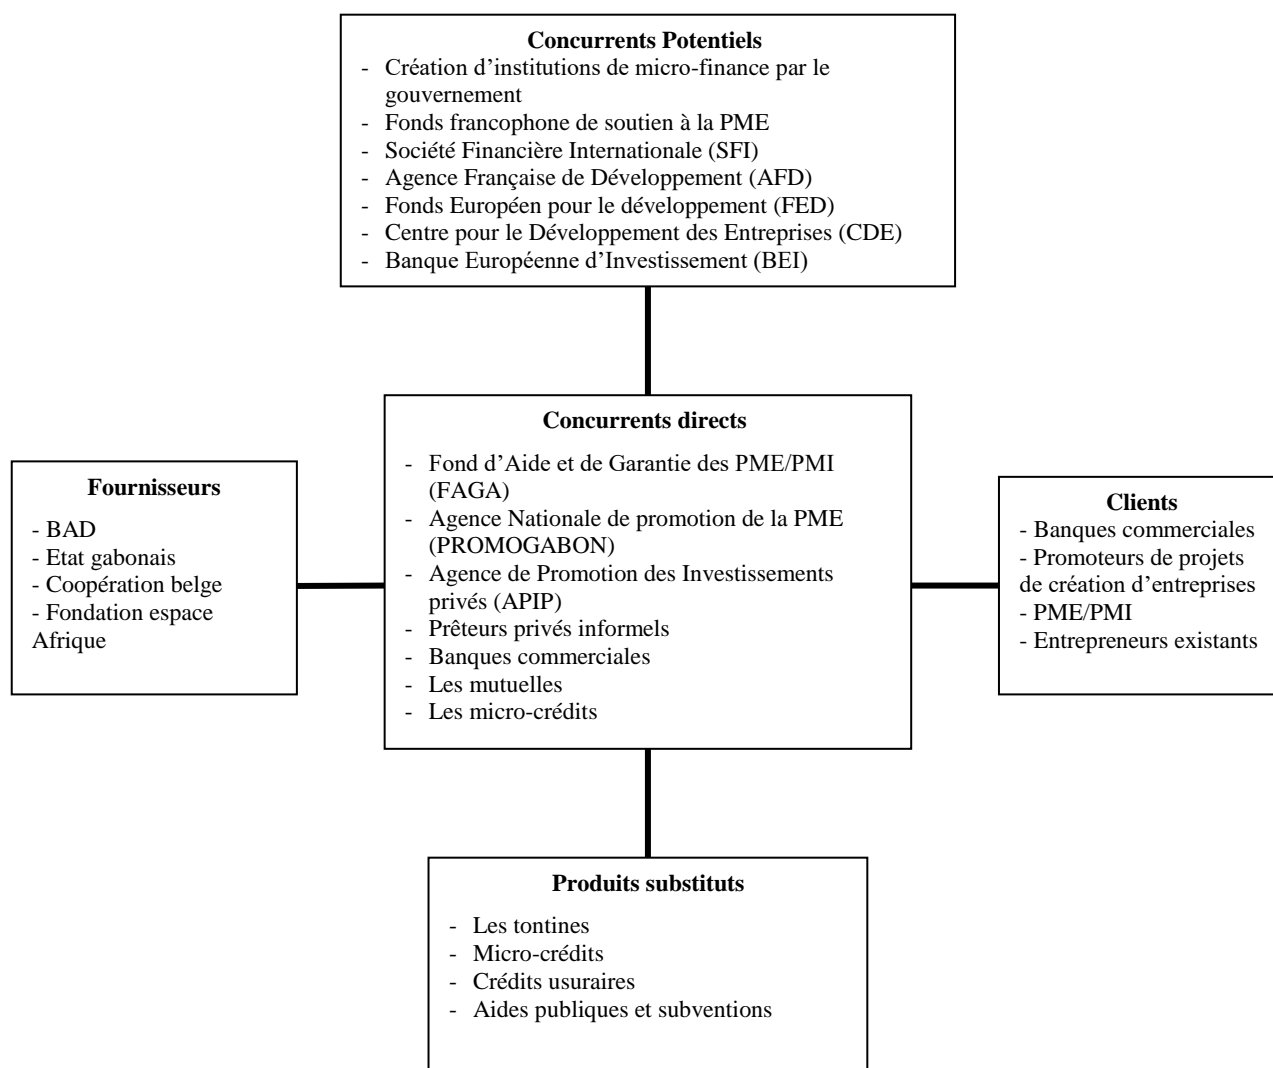 Concurrents Potentiels
- Création d’institutions de micro-finance par le
gouvernement
- Fonds francophone de soutien à la PME
- Société Financière Internationale (SFI)
- Agence Française de Développement (AFD)
- Fonds Européen pour le développement (FED)
- Centre pour le Développement des Entreprises (CDE)
- Banque Européenne d’Investissement (BEI)
Fournisseurs
- BAD
- Etat gabonais
- Coopération belge
- Fondation espace
Afrique
Concurrents directs
- Fond d’Aide et de Garantie des PME/PMI
(FAGA)
- Agence Nationale de promotion de la PME
(PROMOGABON)
- Agence de Promotion des Investissements
privés (APIP)
- Prêteurs privés informels
- Banques commerciales
- Les mutuelles
- Les micro-crédits
Clients
- Banques commerciales
- Promoteurs de projets
de création d’entreprises
- PME/PMI
- Entrepreneurs existants
Produits substituts
- Les tontines
- Micro-crédits
- Crédits usuraires
- Aides publiques et subventions